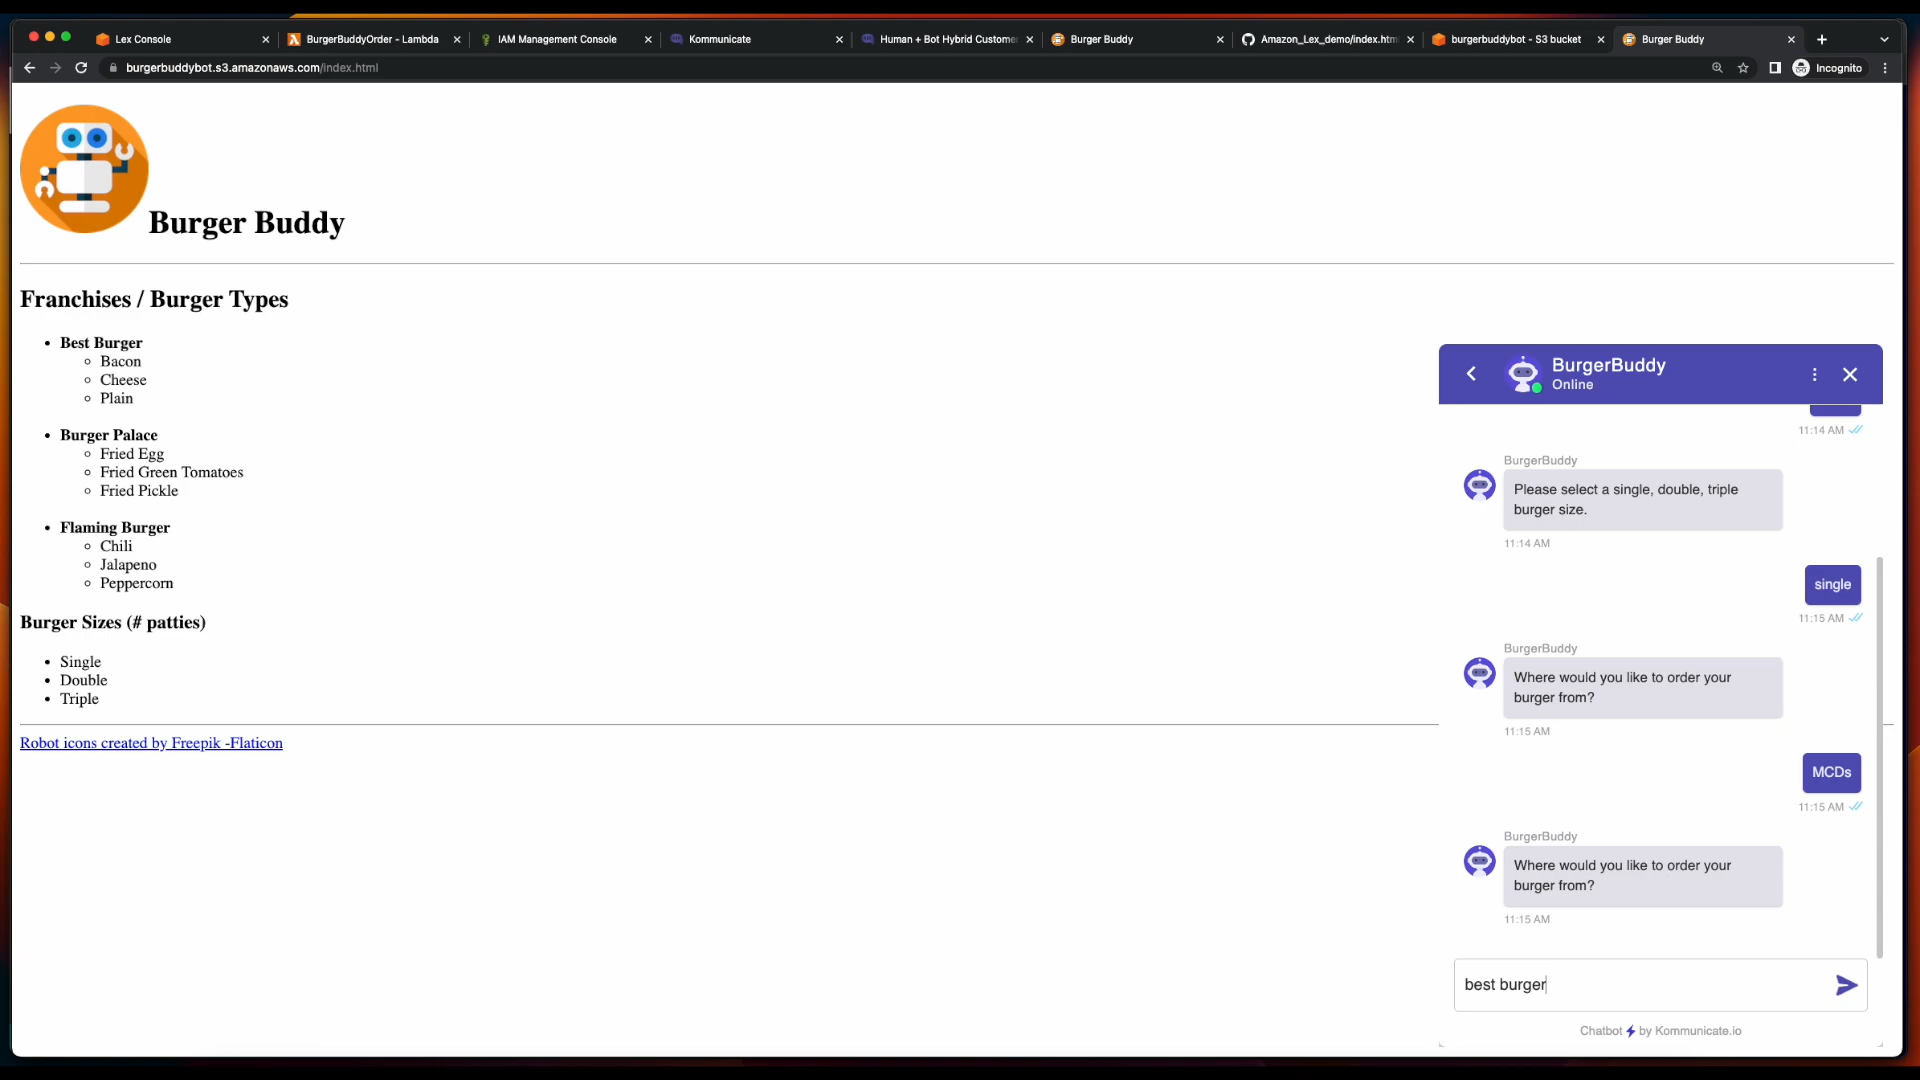 Lex Console
BurgerBuddyOrder - Lambda
IAM Management Console
Kommunicate
Human + Bot Hybrid Custome
Burger Buddy
Amazon_Lex_demo/index.htm
burgerbuddybot - S3 bucket
Burger Buddy
burgerbuddybot.s3.amazonaws.com/index.html
Incognito
Burger Buddy
Franchises / Burger Types
Best Burger
Bacon
Cheese
Plain
Burger Palace
Fried Egg
Fried Green Tomatoes
Fried Pickle
Flaming Burger
Chili
Jalapeno
Peppercorn
Burger Sizes (# patties)
Single
Double
Triple
Robot icons created by Freepik -Flaticon
BurgerBuddy
Online
11:14 AM
BurgerBuddy
Please select a single, double, triple
burger size.
11:14 AM
single
11:15 AM
BurgerBuddy
Where would you like to order your
burger from?
11:15 AM
MCDs
11:15 AM
BurgerBuddy
Where would you like to order your
burger from?
11:15 AM
best burger
Chatbot by Kommunicate.io